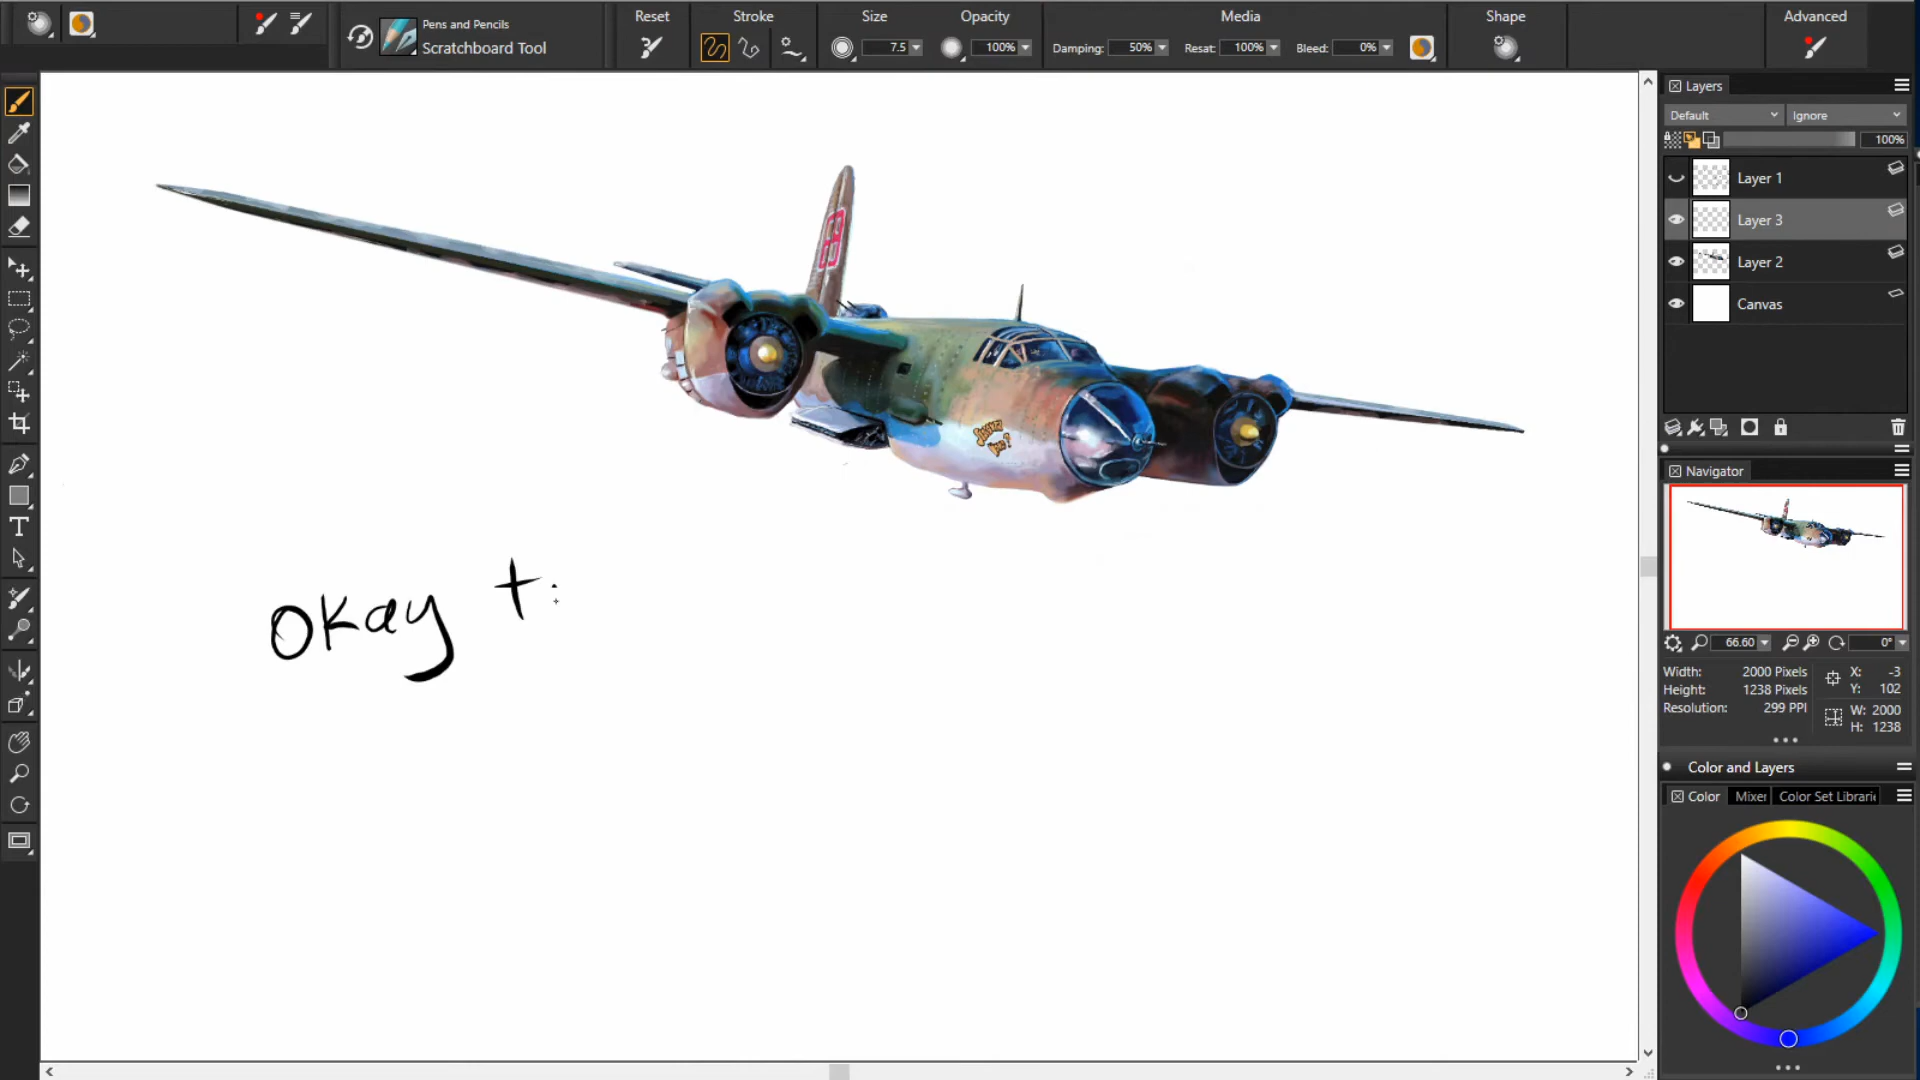 Pens and Pencils
Scratchboard Tool
Reset
Stroke
Size
7.5
Opacity
100%
Media
Damping: 50% Resat: 100% Bleed: 0%
Shape
Advanced
Layers
Default Ignore
100%
Layer 1
Layer 3
Layer 2
Canvas
Okay t
Navigator
66.60 0°
Width: 2000 Pixels X: -3
Height: 1238 Pixels Y: 102
Resolution: 299 PPI W: 2000
H: 1238
Color and Layers
Color Mixer Color Set Librarie